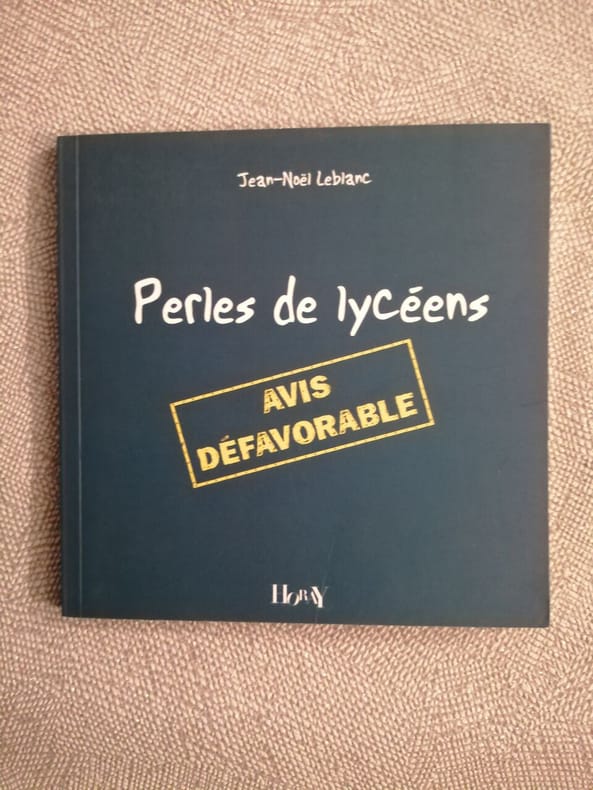 Jean-Noël Leblanc
Perles de lycéens
AVIS
DÉFAVORABLE
HORAY